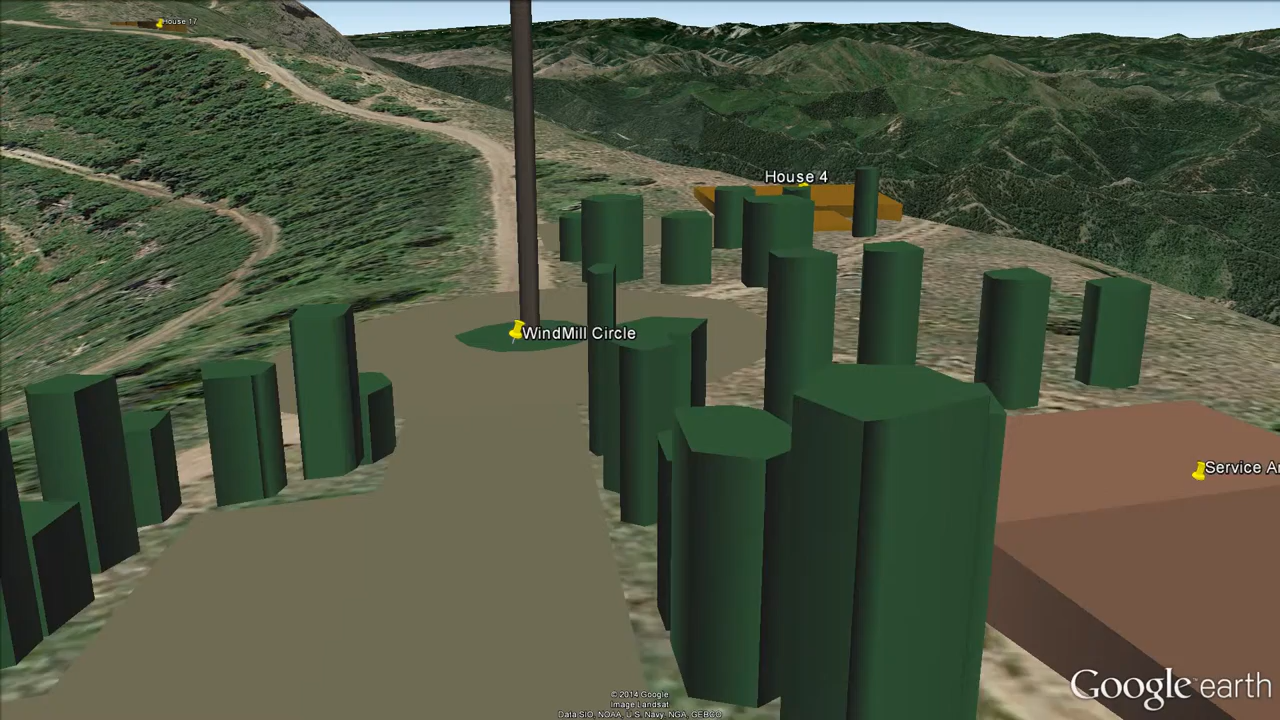 House 17
House 4
WindMill Circle
Service
© 2014 Google
Image Landsat
Data SIO, NOAA, U.S. Navy, NGA, GEBCO
Google earth